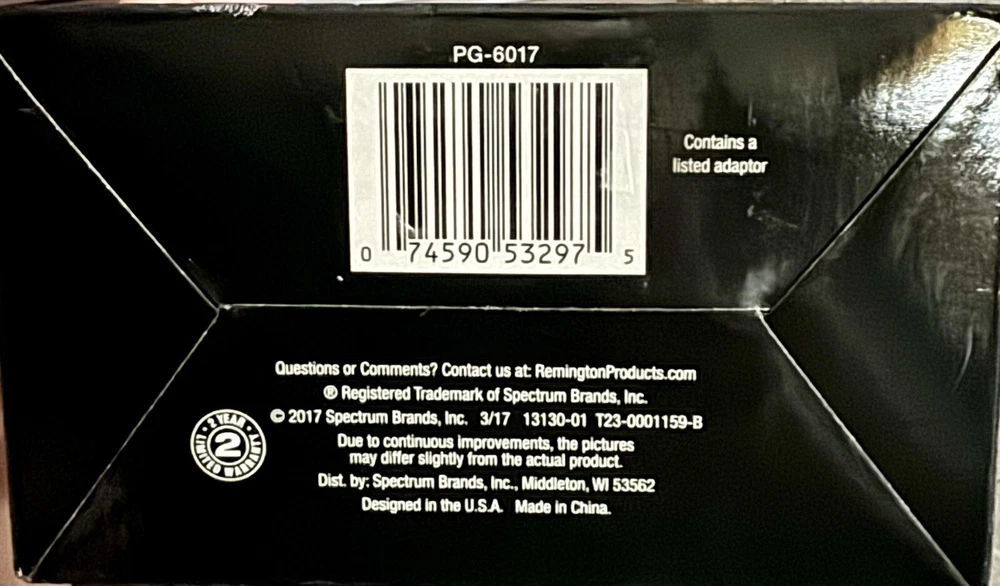 PG-6017
Contains a
listed adaptor
0 74590 53297 5
Questions or Comments? Contact us at: RemingtonProducts.com
® Registered Trademark of Spectrum Brands, Inc.
© 2017 Spectrum Brands, Inc. 3/17 13130-01 T23-0001159-B
Due to continuous improvements, the pictures
may differ slightly from the actual product.
Dist. by: Spectrum Brands, Inc., Middleton, WI 53562
Designed in the U.S.A. Made in China.
2 YEAR
2
LIMITED WARRANTY